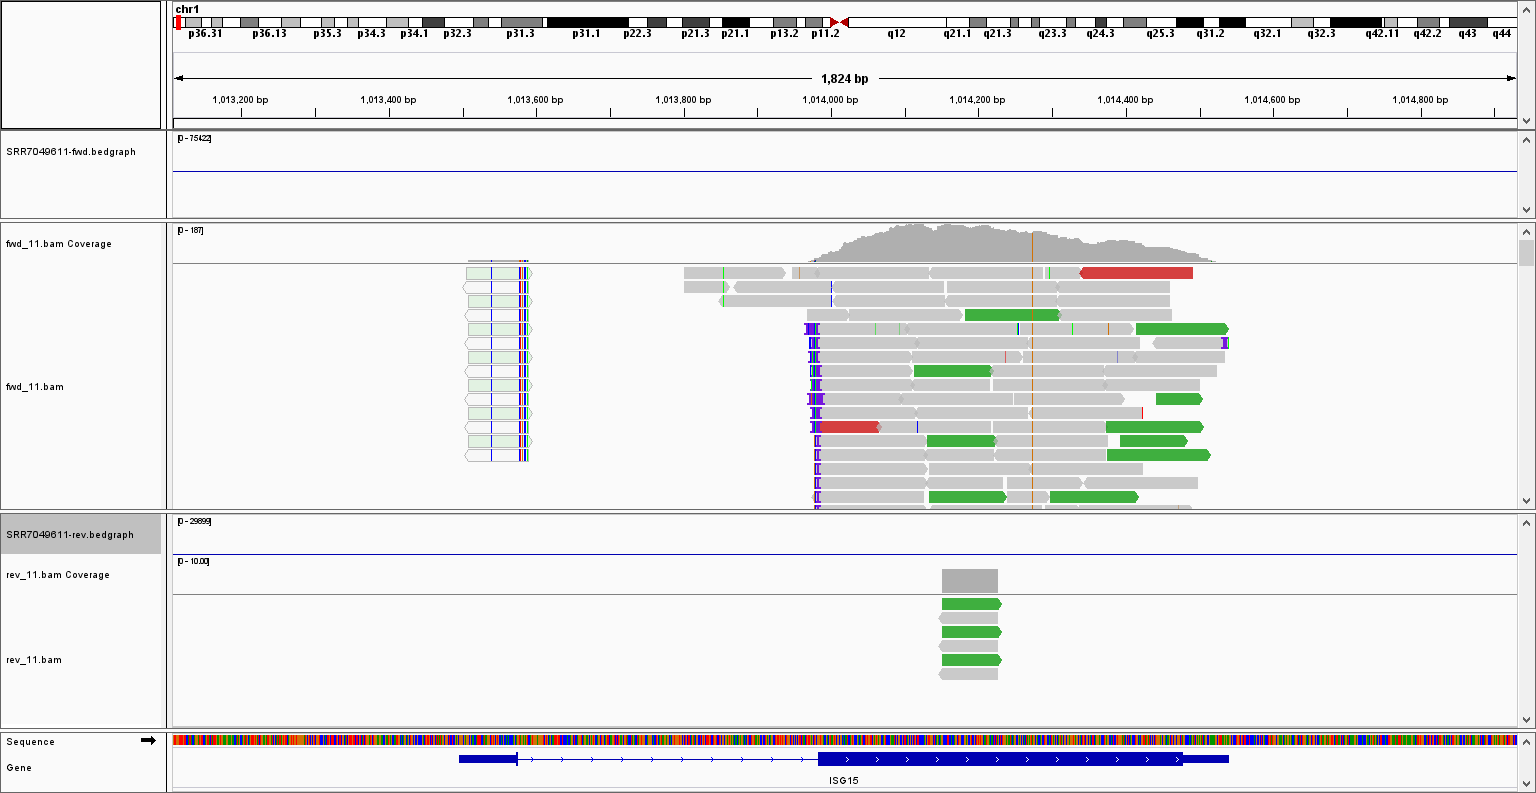 chr1
p36.31 p36.13 p35.3 p34.3 p34.1 p32.3 p31.3 p31.1 p22.3 p21.3 p21.1 p13.2 p11.2 q12 q21.1 q21.3 q23.3 q24.3 q25.3 q31.2 q32.1 q32.3 q42.11 q42.2 q43 q44
1,824 bp
1,013,200 bp 1,013,400 bp 1,013,600 bp 1,013,800 bp 1,014,000 bp 1,014,200 bp 1,014,400 bp 1,014,600 bp 1,014,800 bp
[0 - 75422]
SRR7049611-fwd.bedgraph
[0 - 187]
fwd_11.bam Coverage
fwd_11.bam
[0 - 29899]
SRR7049611-rev.bedgraph
[0 - 10.00]
rev_11.bam Coverage
rev_11.bam
Sequence
Gene
ISG15